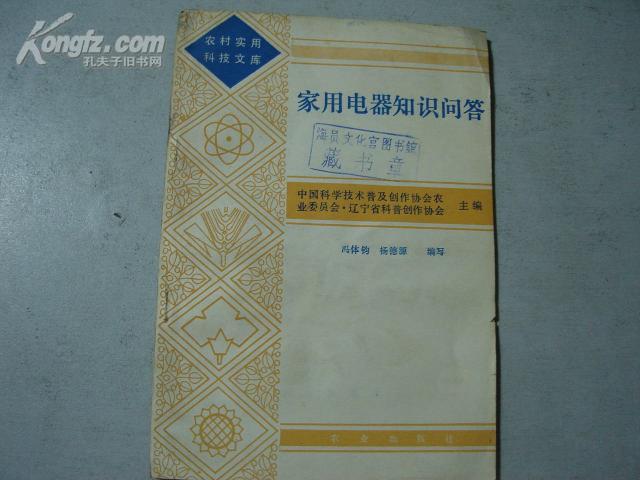 Kongfz.com
孔夫子旧书网
农村实用
科技文库
家用电器知识问答
海员文化宫图书馆
藏书章
中国科学技术普及创作协会农
业委员会·辽宁省科普创作协会 主编
冯体钧 杨德源 编写
农业出版社